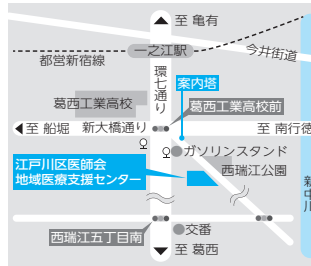 至 亀有
一之江駅
今井街道
都営新宿線
環七通り
案内塔
葛西工業高校
葛西工業高校前
至 船堀
新大橋通り
至 南行徳
ガソリンスタンド
西瑞江公園
江戸川区医師会
地域医療支援センター
新中川
交番
西瑞江五丁目南
至 葛西